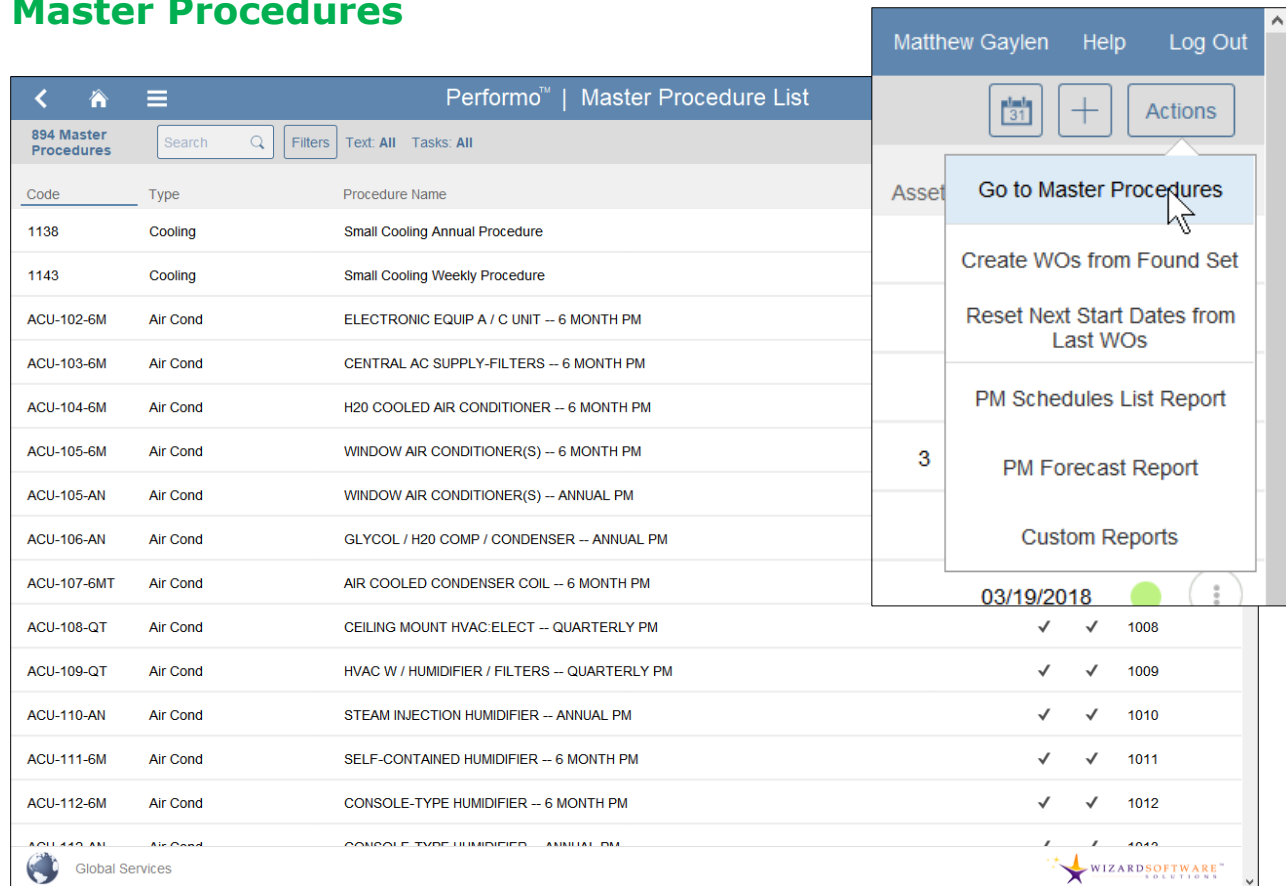 Master Procedures
Performo™ | Master Procedure List
894 Master
Procedures
Search
Filters
Text: All Tasks: All
Code Type Procedure Name
1138 Cooling Small Cooling Annual Procedure
1143 Cooling Small Cooling Weekly Procedure
ACU-102-6M Air Cond ELECTRONIC EQUIP A / C UNIT -- 6 MONTH PM
ACU-103-6M Air Cond CENTRAL AC SUPPLY-FILTERS -- 6 MONTH PM
ACU-104-6M Air Cond H20 COOLED AIR CONDITIONER -- 6 MONTH PM
ACU-105-6M Air Cond WINDOW AIR CONDITIONER(S) -- 6 MONTH PM
ACU-105-AN Air Cond WINDOW AIR CONDITIONER(S) -- ANNUAL PM
ACU-106-AN Air Cond GLYCOL / H20 COMP / CONDENSER -- ANNUAL PM
ACU-107-6MT Air Cond AIR COOLED CONDENSER COIL -- 6 MONTH PM
ACU-108-QT Air Cond CEILING MOUNT HVAC:ELECT -- QUARTERLY PM ✓ ✓ 1008
ACU-109-QT Air Cond HVAC W / HUMIDIFIER / FILTERS -- QUARTERLY PM ✓ ✓ 1009
ACU-110-AN Air Cond STEAM INJECTION HUMIDIFIER -- ANNUAL PM ✓ ✓ 1010
ACU-111-6M Air Cond SELF-CONTAINED HUMIDIFIER -- 6 MONTH PM ✓ ✓ 1011
ACU-112-6M Air Cond CONSOLE-TYPE HUMIDIFIER -- 6 MONTH PM ✓ ✓ 1012
Global Services
WIZARDSOFTWARE™
SOLUTIONS
Matthew Gaylen Help Log Out
31
Actions
Asset
Go to Master Procedures
Create WOs from Found Set
Reset Next Start Dates from
Last WOs
PM Schedules List Report
3
PM Forecast Report
Custom Reports
03/19/2018